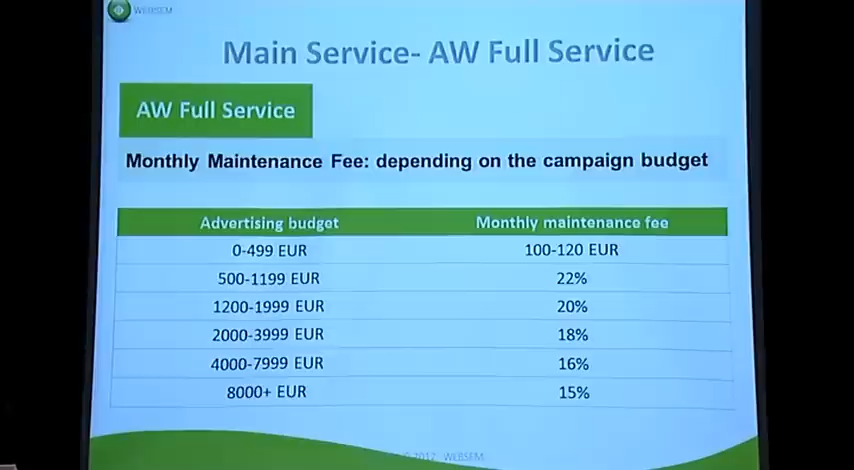 WEBSEM
Main Service- AW Full Service
AW Full Service
Monthly Maintenance Fee: depending on the campaign budget
Advertising budget Monthly maintenance fee
0-499 EUR 100-120 EUR
500-1199 EUR 22%
1200-1999 EUR 20%
2000-3999 EUR 18%
4000-7999 EUR 16%
8000+ EUR 15%
© 2012 WEBSEM